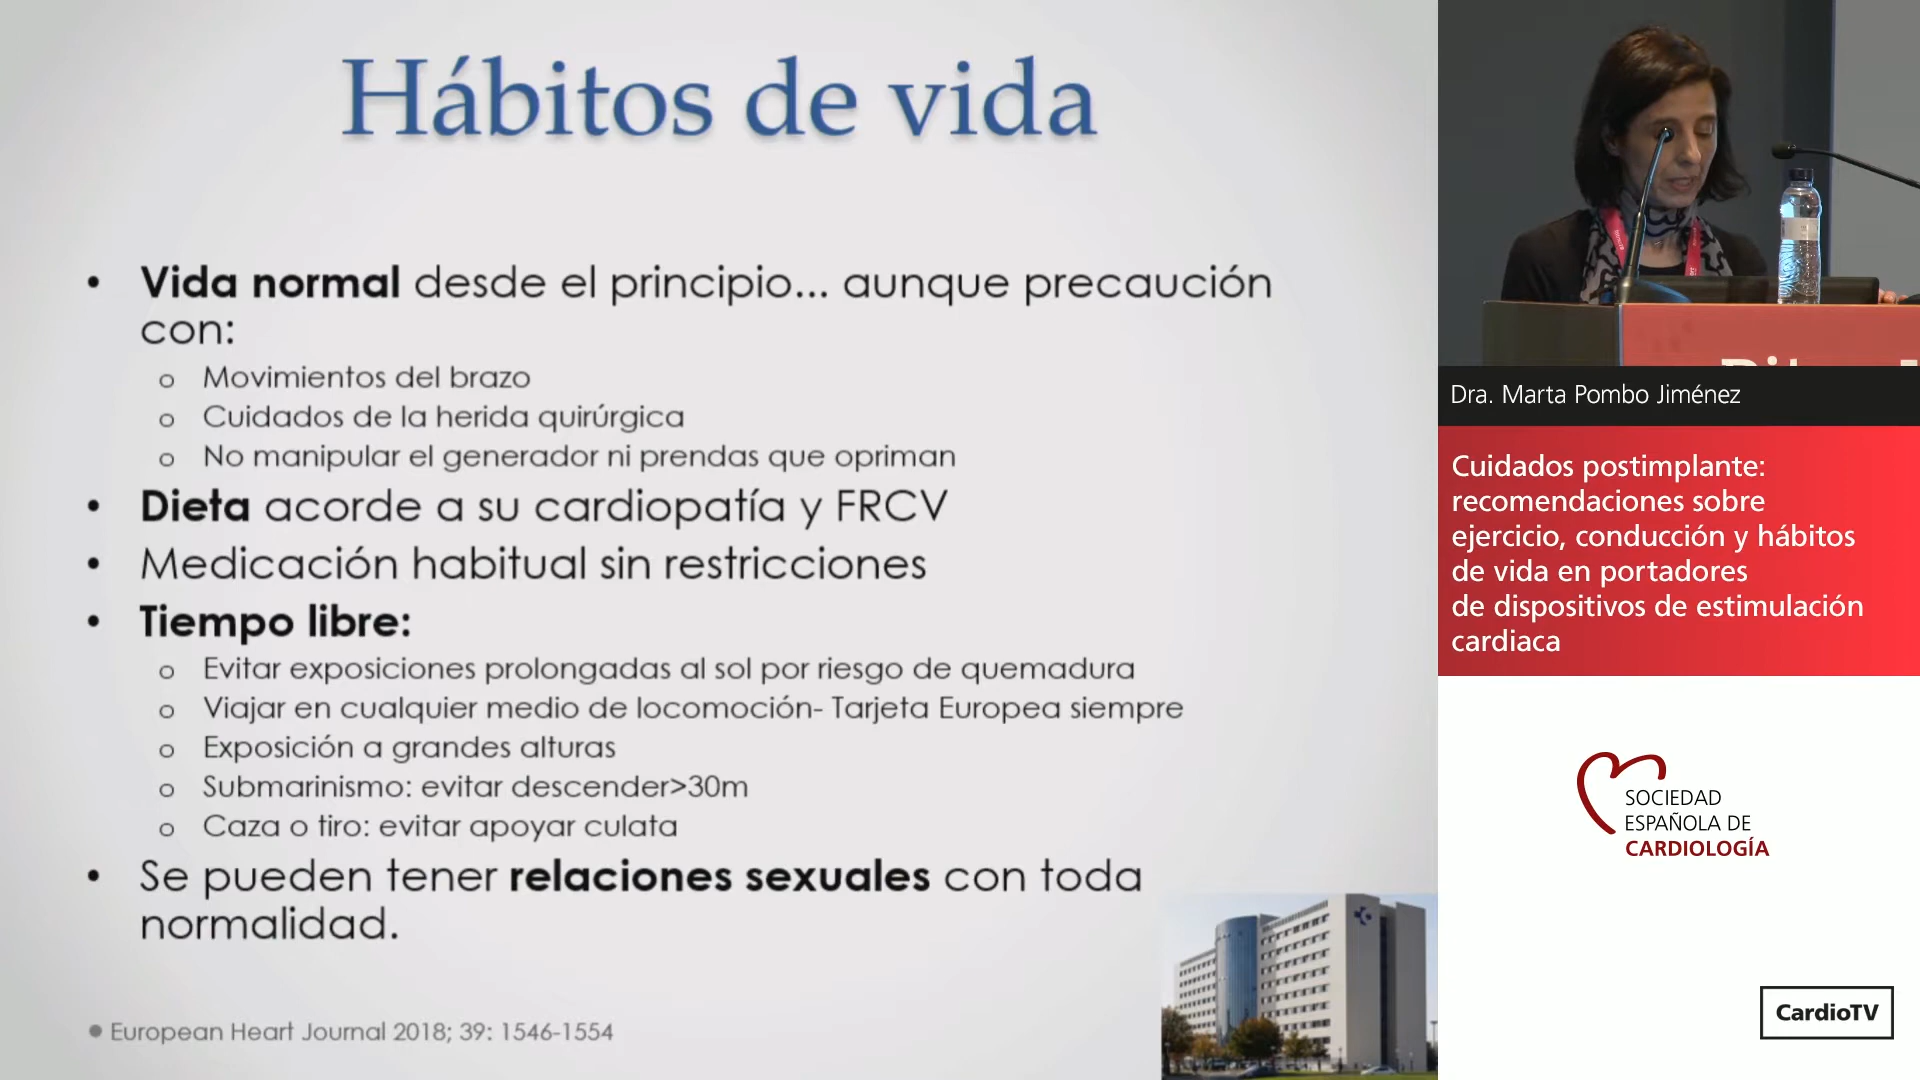 Hábitos de vida
• Vida normal desde el principio... aunque precaución
con:
o Movimientos del brazo
o Cuidados de la herida quirúrgica
o No manipular el generador ni prendas que opriman
• Dieta acorde a su cardiopatía y FRCV
• Medicación habitual sin restricciones
• Tiempo libre:
o Evitar exposiciones prolongadas al sol por riesgo de quemadura
o Viajar en cualquier medio de locomoción- Tarjeta Europea siempre
o Exposición a grandes alturas
o Submarinismo: evitar descender>30m
o Caza o tiro: evitar apoyar culata
• Se pueden tener relaciones sexuales con toda
normalidad.
• European Heart Journal 2018; 39: 1546-1554
Dra. Marta Pombo Jiménez
Cuidados postimplante:
recomendaciones sobre
ejercicio, conducción y hábitos
de vida en portadores
de dispositivos de estimulación
cardiaca
SOCIEDAD
ESPAÑOLA DE
CARDIOLOGÍA
CardioTV